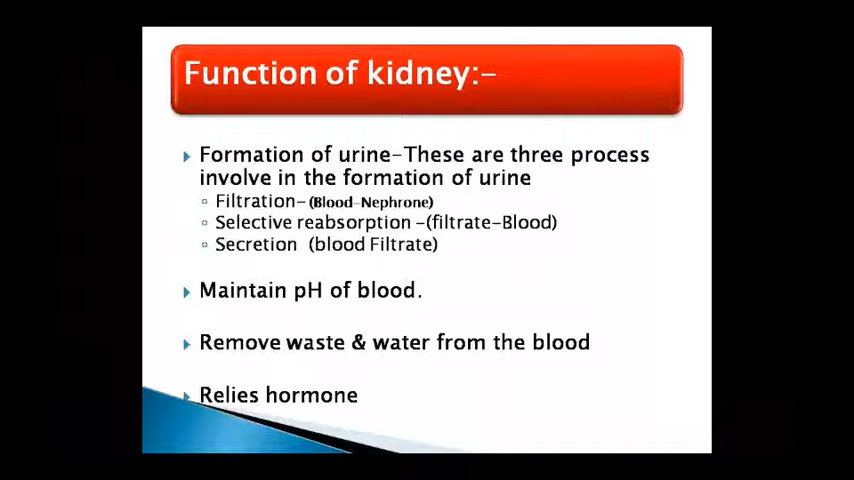 Function of kidney:-
Formation of urine-These are three process
involve in the formation of urine
Filtration- (Blood-Nephrone)
Selective reabsorption -(filtrate-Blood)
Secretion (blood Filtrate)
Maintain pH of blood.
Remove waste & water from the blood
Relies hormone